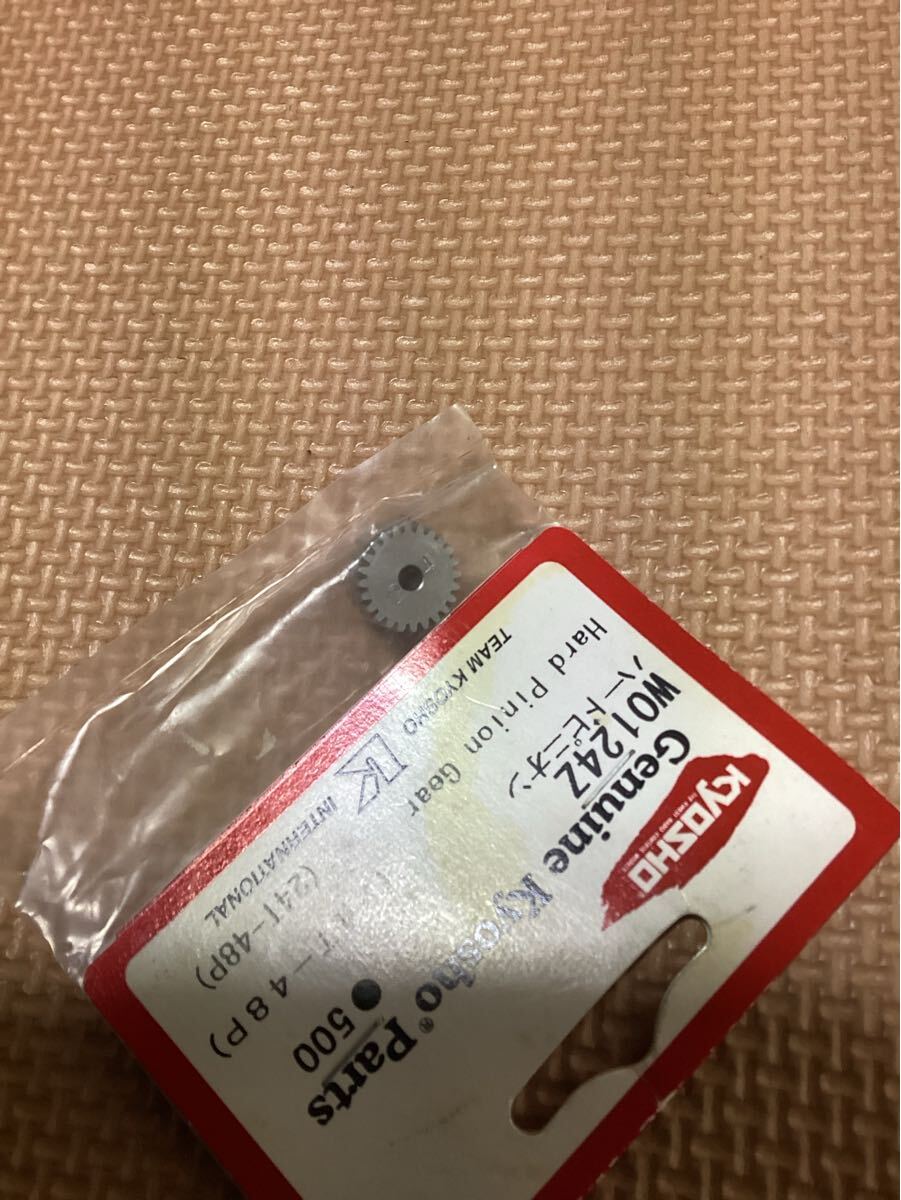 KYOSHO
Genuine Kyosho® Parts
W0124Z
●500
ハードピニオン
T-48P)
Hard Pinion Gear
(24T-48P)
TEAM KYOSHO K INTERNATIONAL